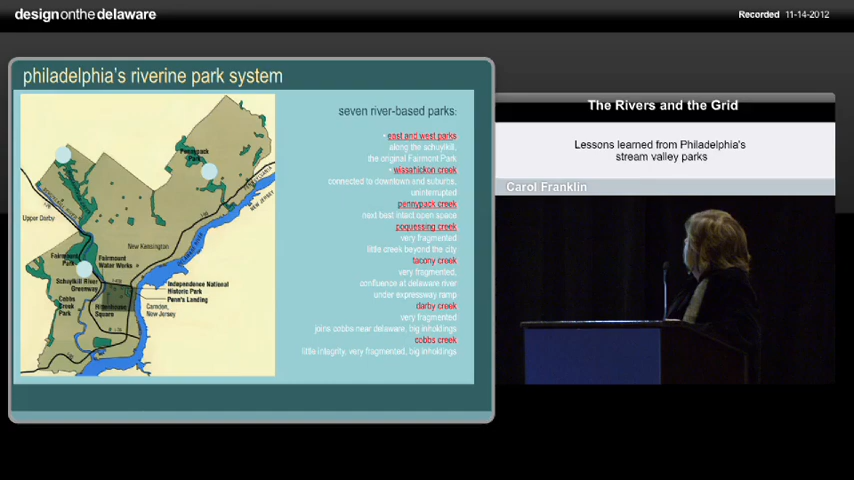 designonthedelaware
Recorded 11-14-2012
philadelphia's riverine park system
seven river-based parks:
• east and west parks
along the schuylkill,
the original Fairmont Park
• wissahickon creek
connected to downtown and suburbs,
uninterrupted
pennypack creek
next best intact open space
poquessing creek
very fragmented
little creek beyond the city
tacony creek
very fragmented,
confluence at delaware river
under expressway ramp
darby creek
very fragmented
joins cobbs near delaware, big inholdings
cobbs creek
little integrity, very fragmented, big inholdings
Pennypack
Park
PENNSYLVANIA
NEW JERSEY
Upper Darby
New Kensington
Fairmount
Park
Fairmount
Water Works
Schuylkill River
Greenway
Independence National
Historic Park
Penn's Landing
Cobbs
Creek
Park
Rittenhouse
Square
Camden,
New Jersey
The Rivers and the Grid
Lessons learned from Philadelphia's
stream valley parks
Carol Franklin